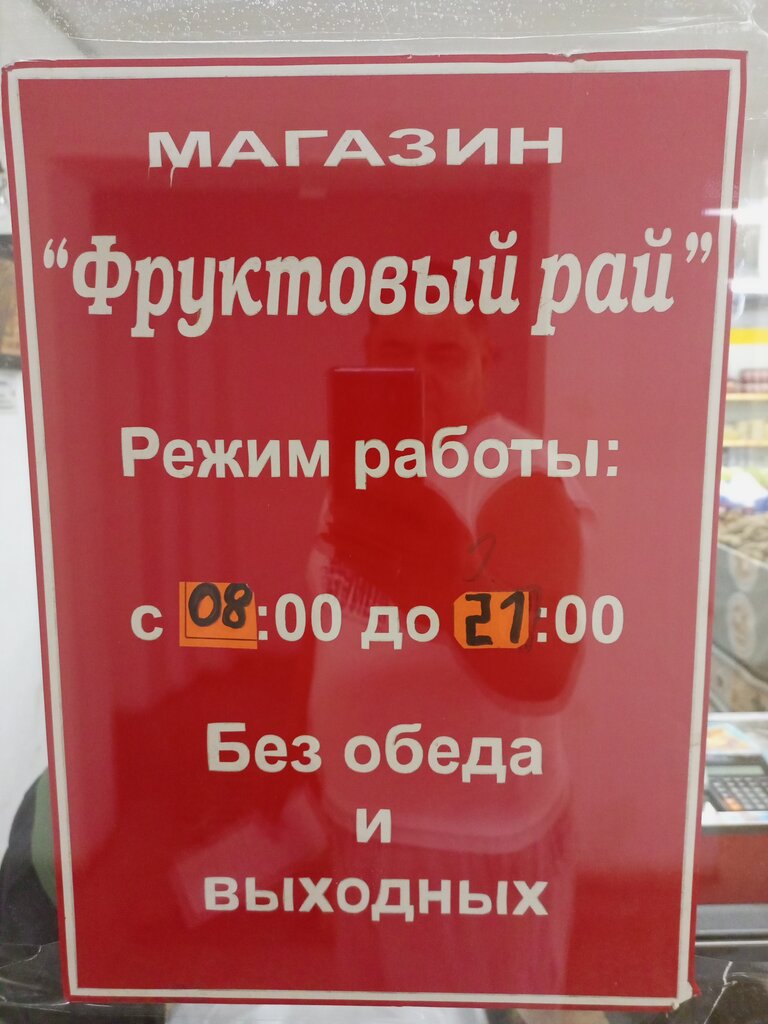 МАГАЗИН
“Фруктовый рай”
Режим работы:
с 08:00 до 21:00
Без обеда
и
выходных